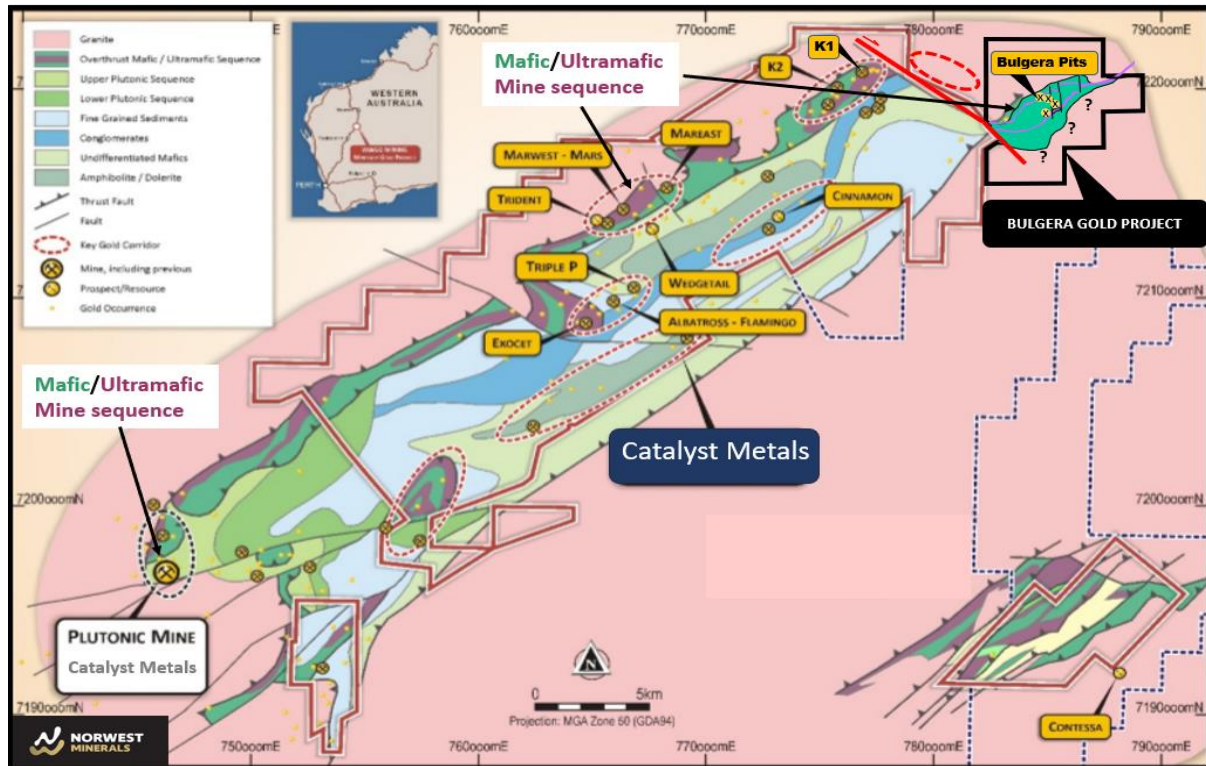 Granite
Overthrust Mafic / Ultramafic Sequence
Upper Plutonic Sequence
Lower Plutonic Sequence
Fine Grained Sediments
Conglomerates
Undifferentiated Mafics
Amphibolite / Dolerite
Thrust Fault
Fault
Key Gold Corridor
Mine, including previous
Prospect/Resource
Gold Occurrence
WESTERN
AUSTRALIA
PERTH
760000mE
770000mE
780000mE
790000mE
Mafic/Ultramafic
Mine sequence
K1
K2
Bulgera Pits
7220000mN
?
?
?
BULGERA GOLD PROJECT
MAREAST
MARWEST - MARS
TRIDENT
CINNAMON
TRIPLE P
WEDGETAIL
ALBATROSS - FLAMINGO
EXOCET
7210000mN
Mafic/Ultramafic
Mine sequence
Catalyst Metals
7200000mN
7200000mN
PLUTONIC MINE
Catalyst Metals
N
0 5km
Projection: MGA Zone 50 (GDA94)
7190000mN
7190000mN
CONTESSA
NORWEST
MINERALS
750000mE
760000mE
770000mE
780000mE
790000mE